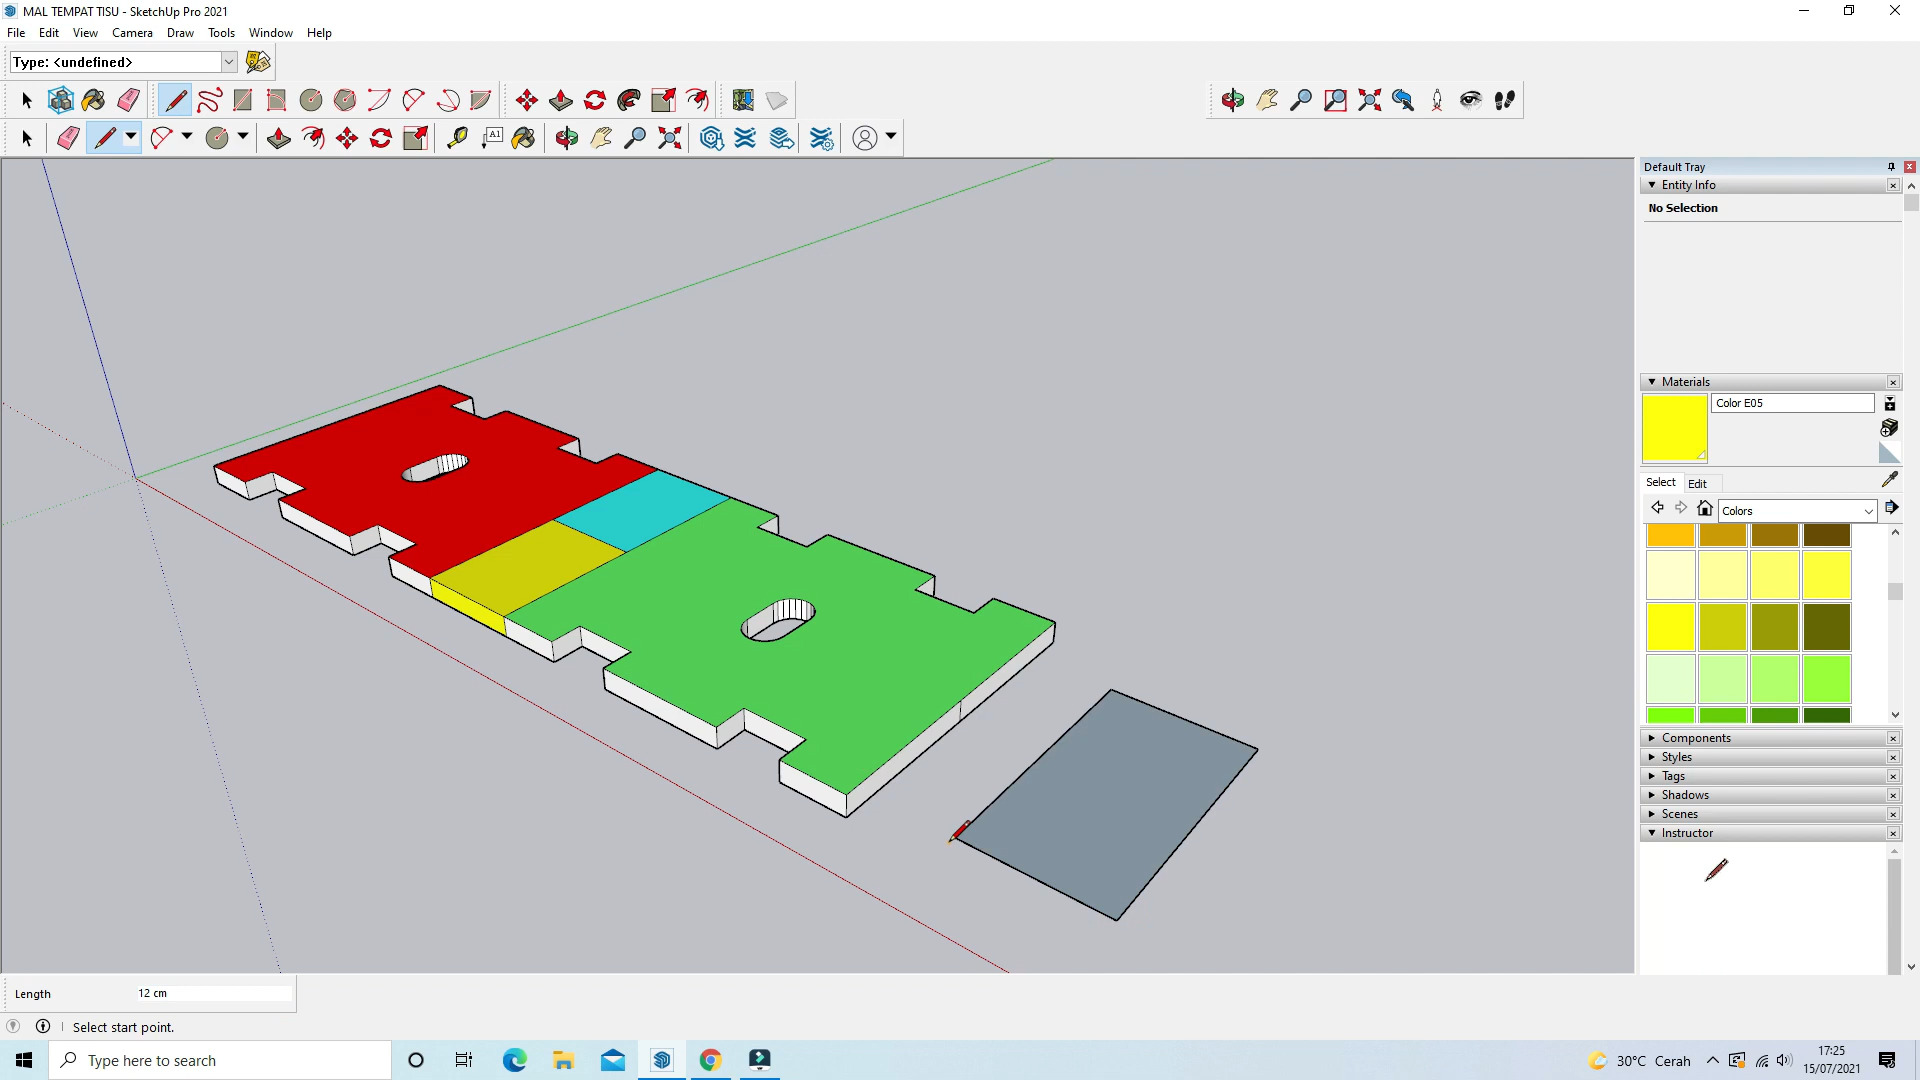 MAL TEMPAT TISU - SketchUp Pro 2021
File Edit View Camera Draw Tools Window Help
Type: <undefined>
A1
Default Tray
Entity Info
No Selection
Materials
Color E05
Select Edit
Colors
Components
Styles
Tags
Shadows
Scenes
Instructor
Length 12 cm
Select start point.
Type here to search
30°C Cerah
17:25
15/07/2021